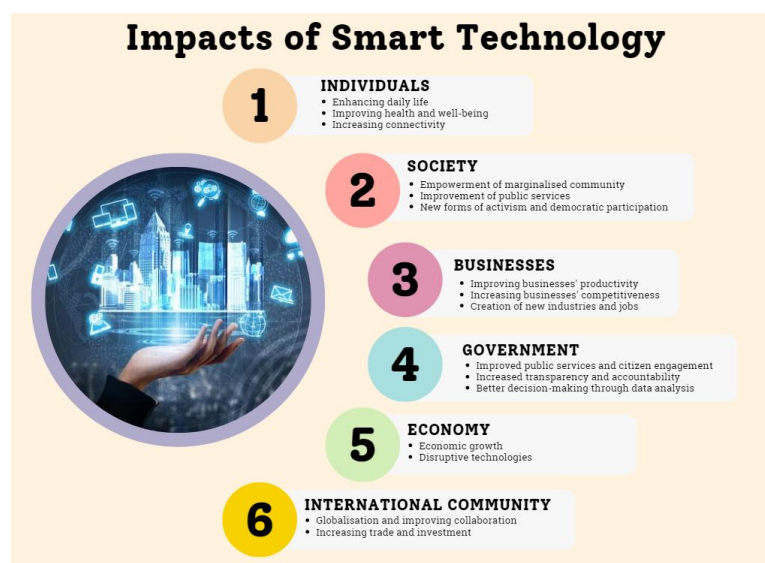 Impacts of Smart Technology
1
INDIVIDUALS
• Enhancing daily life
• Improving health and well-being
• Increasing connectivity
2
SOCIETY
• Empowerment of marginalised community
• Improvement of public services
• New forms of activism and democratic participation
3
BUSINESSES
• Improving businesses' productivity
• Increasing businesses' competitiveness
• Creation of new industries and jobs
4
GOVERNMENT
• Improved public services and citizen engagement
• Increased transparency and accountability
• Better decision-making through data analysis
5
ECONOMY
• Economic growth
• Disruptive technologies
6
INTERNATIONAL COMMUNITY
• Globalisation and improving collaboration
• Increasing trade and investment